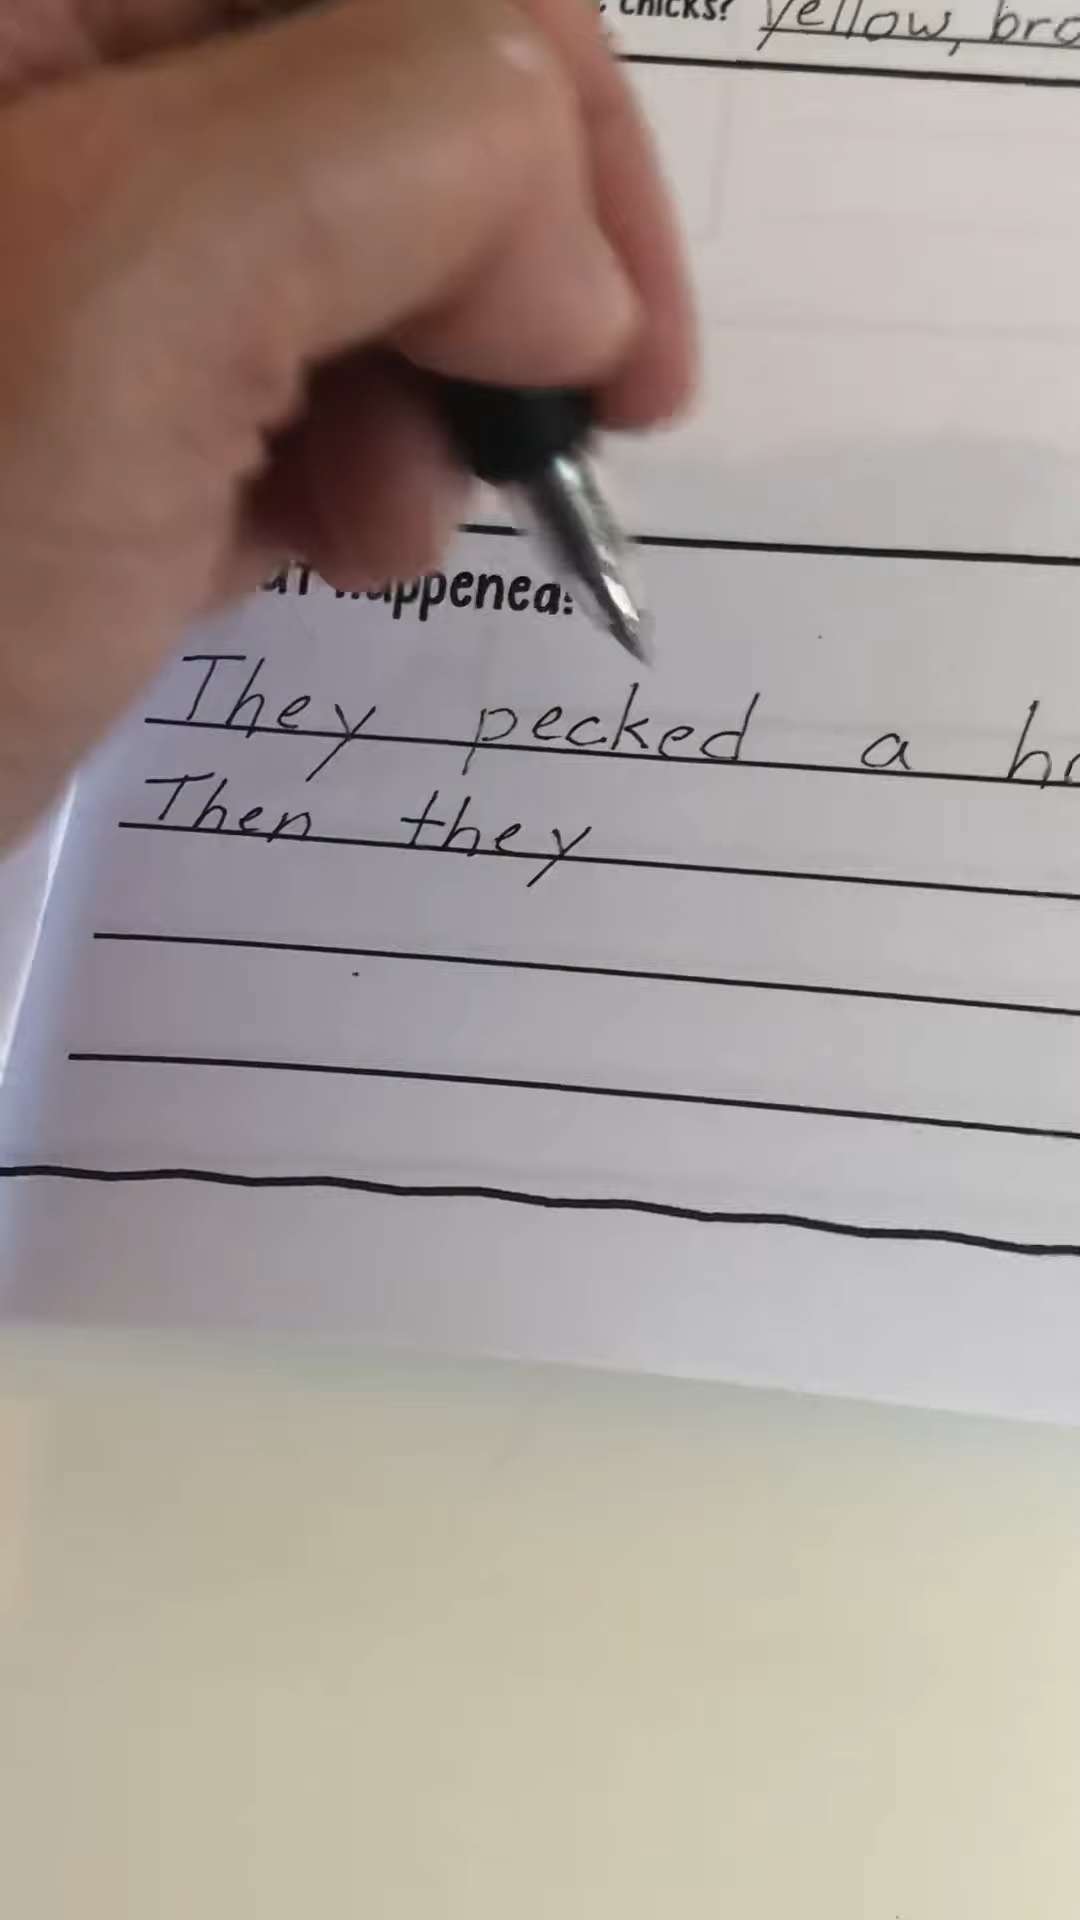 chicks? yellow,
happened:
They pecked a
Then they